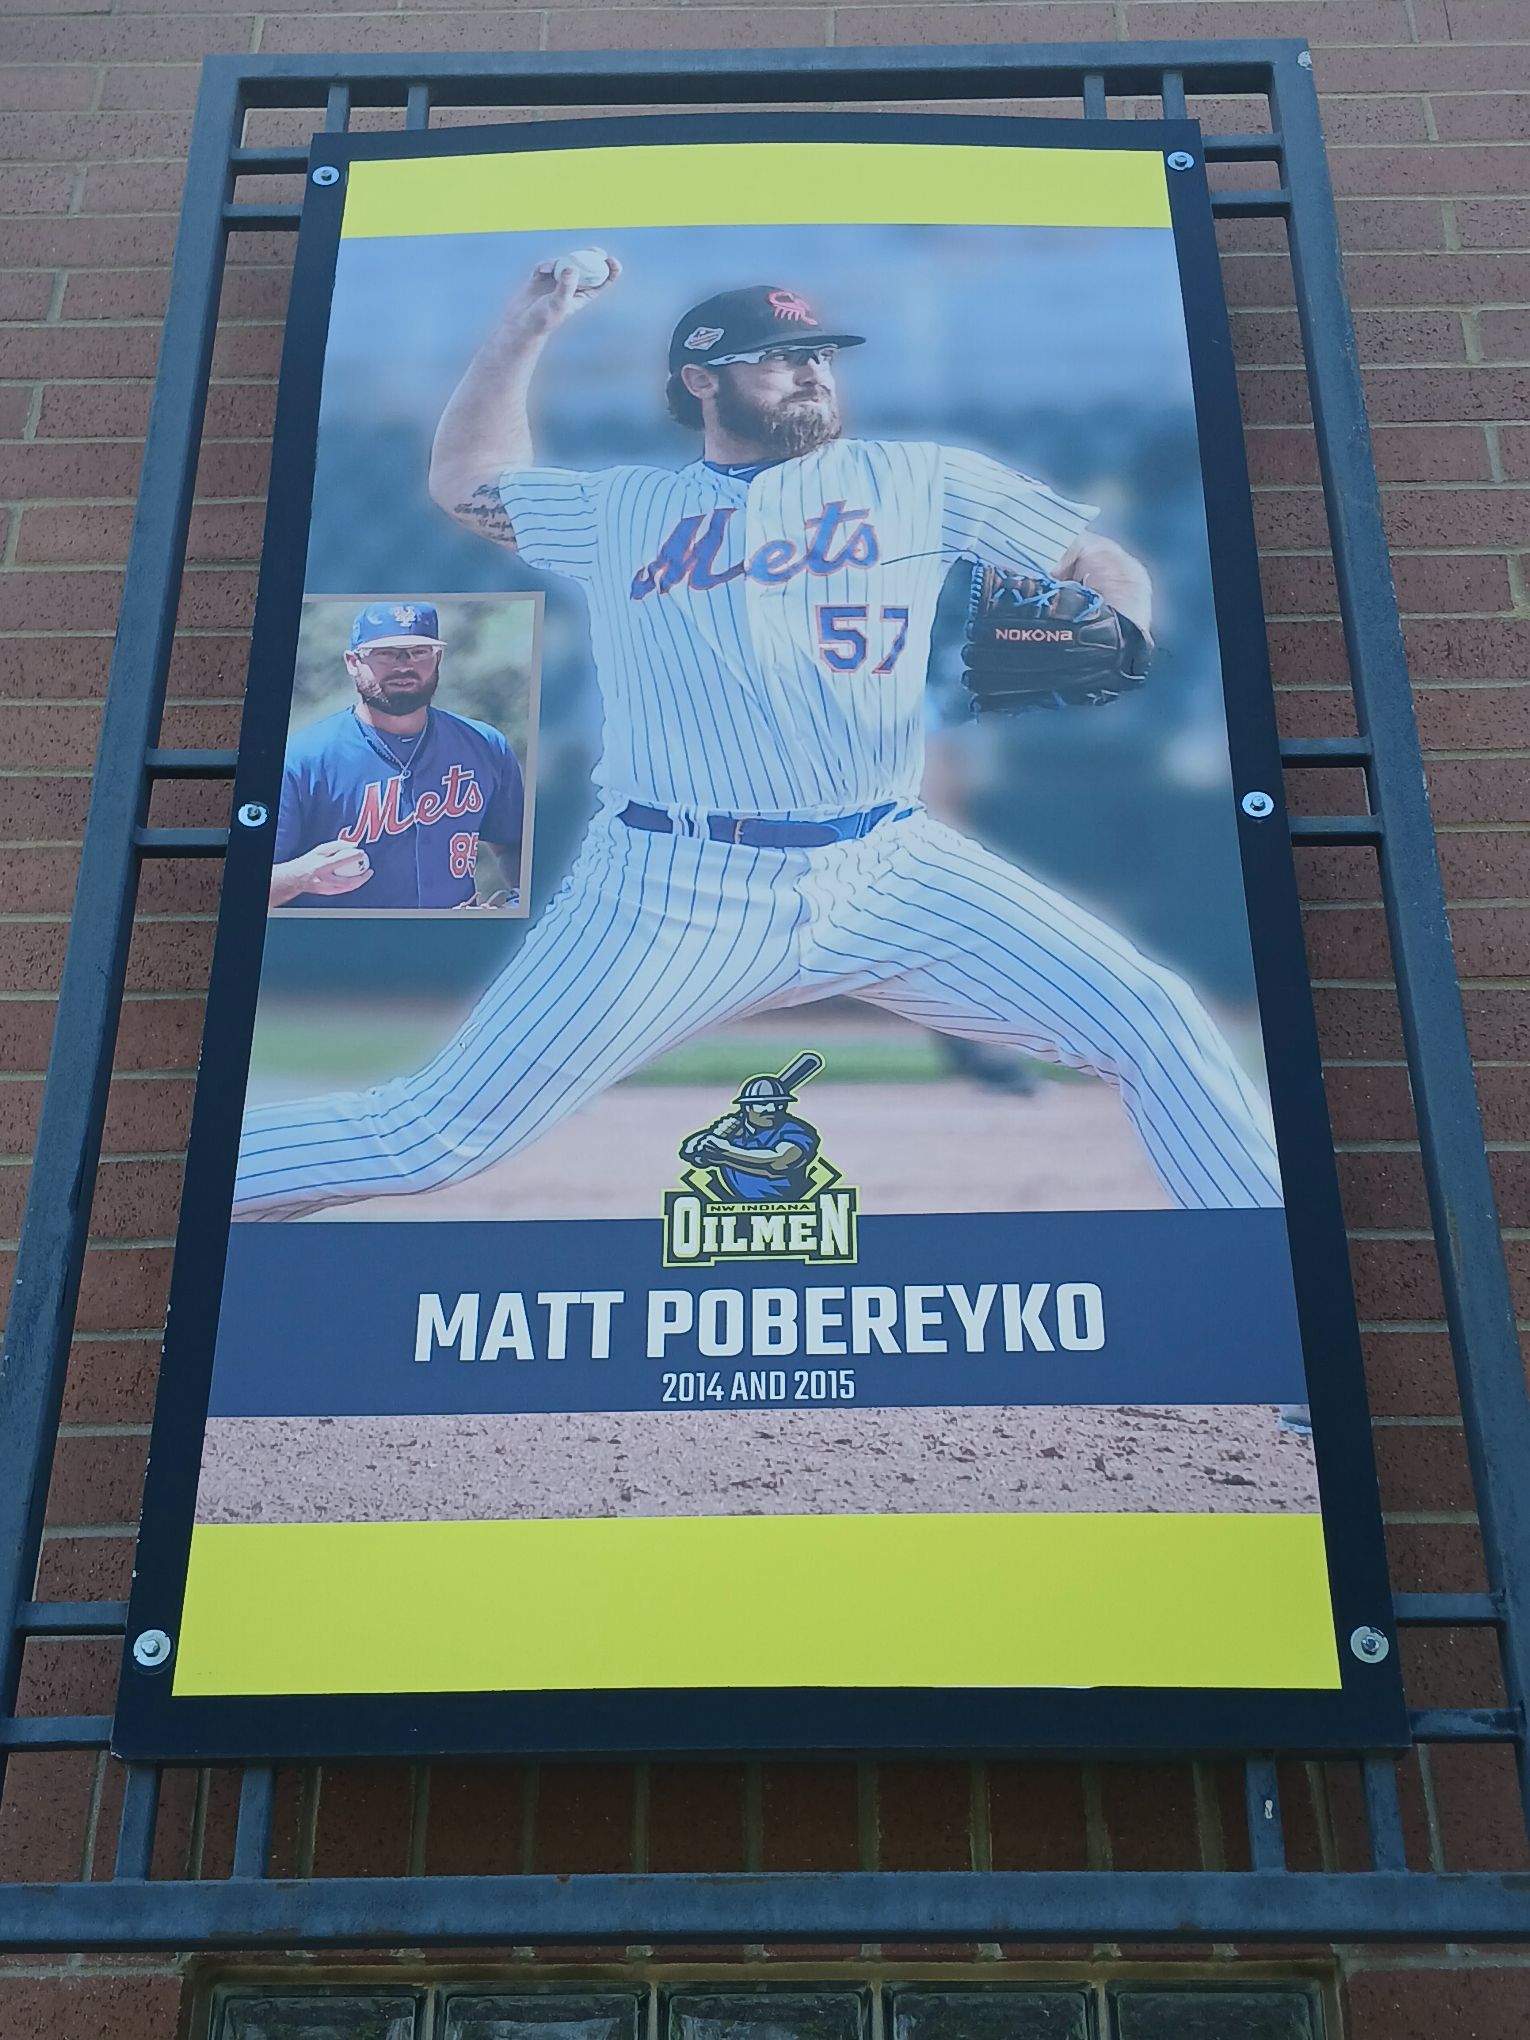 Mets
57
NOKONA
Mets
85
NW INDIANA
OILMEN
MATT POBEREYKO
2014 AND 2015